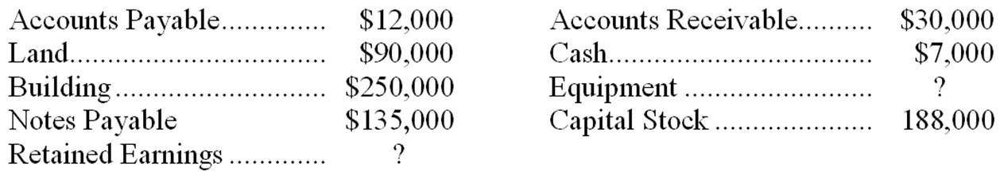 Accounts Payable.............. $12,000 Accounts Receivable.......... $30,000
Land.................................. $90,000 Cash................................... $7,000
Building............................ $250,000 Equipment ......................... ?
Notes Payable $135,000 Capital Stock..................... 188,000
Retained Earnings............. ?